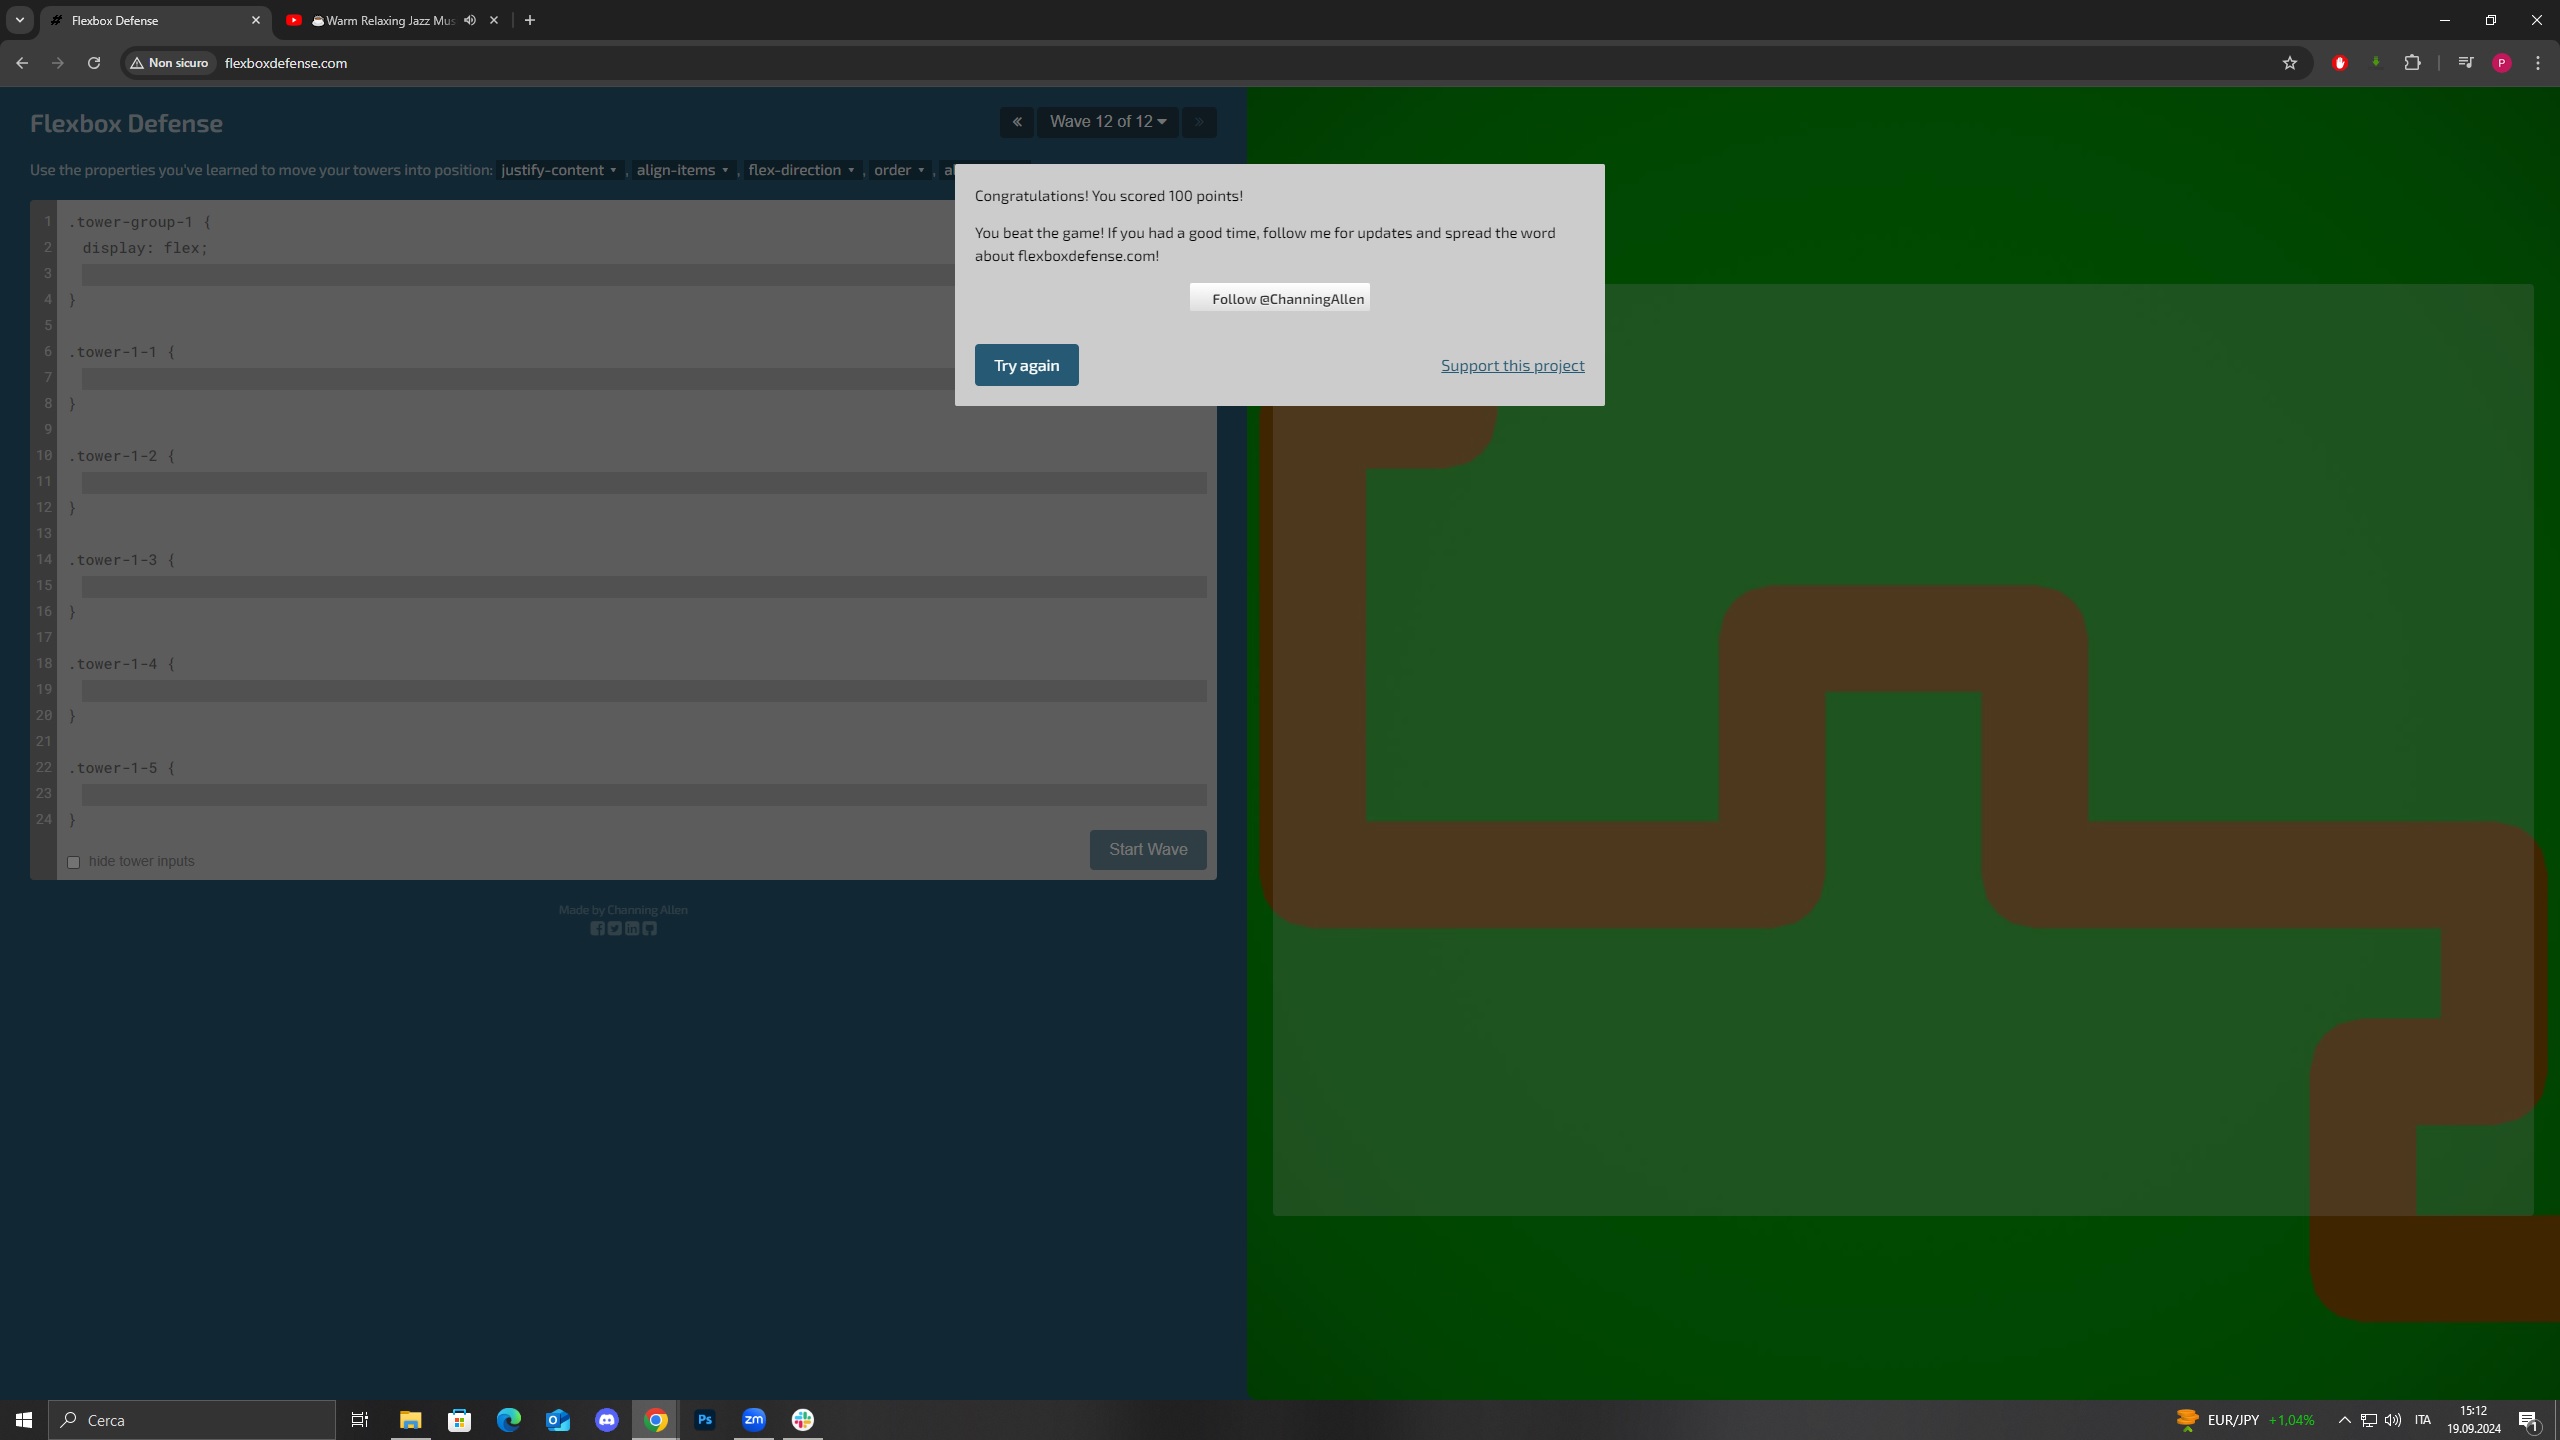 Flexbox Defense
☕Warm Relaxing Jazz Mus
Non sicuro
flexboxdefense.com
P
Flexbox Defense
Wave 12 of 12
Use the properties you've learned to move your towers into position: justify-content , align-items , flex-direction , order , al
Congratulations! You scored 100 points!
You beat the game! If you had a good time, follow me for updates and spread the word
about flexboxdefense.com!
Follow @ChanningAllen
Try again
Support this project
1 .tower-group-1 {
2 display: flex;
3
4 }
5
6 .tower-1-1 {
7
8 }
9
10 .tower-1-2 {
11
12 }
13
14 .tower-1-3 {
15
16 }
17
18 .tower-1-4 {
19
20 }
21
22 .tower-1-5 {
23
24 }
hide tower inputs
Start Wave
Made by Channing Allen
Cerca
Ps
zm
EUR/JPY +1,04%
ITA
15:12
19.09.2024
1